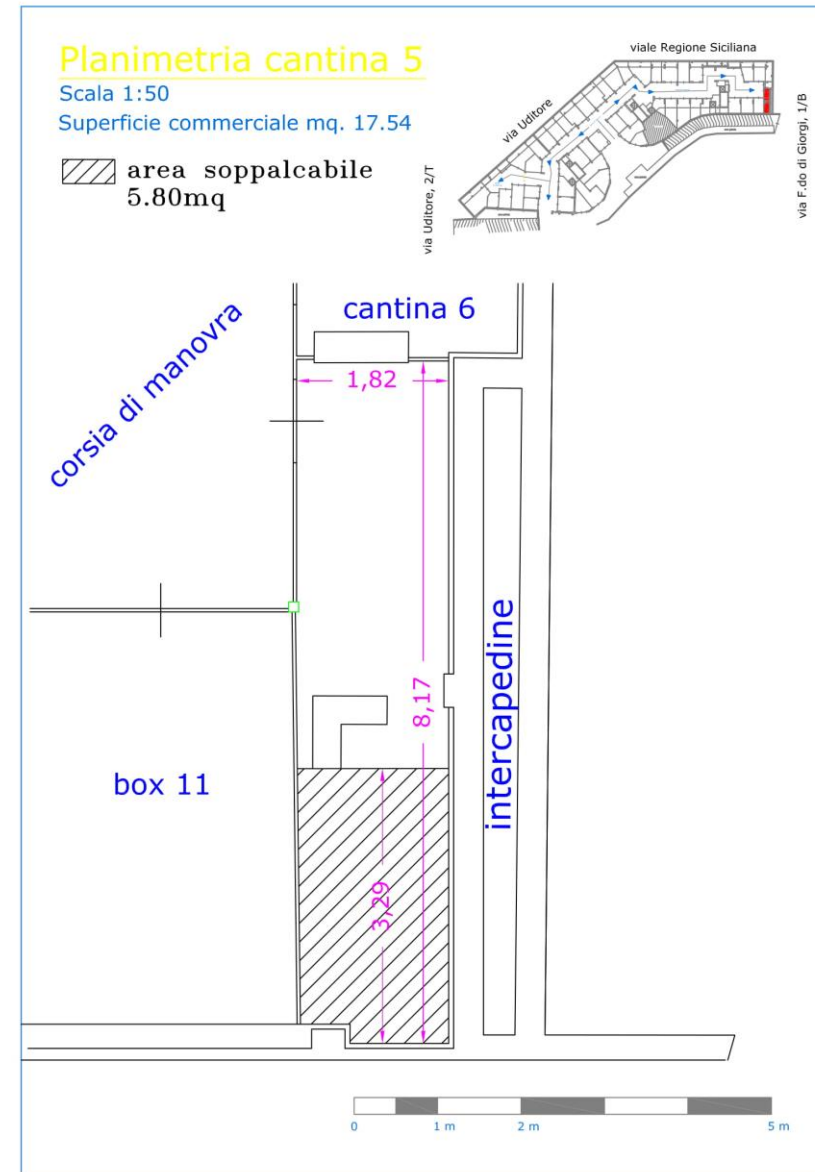 Planimetria cantina 5
Scala 1:50
Superficie commerciale mq. 17.54
area soppalcabile
5.80mq
viale Regione Siciliana
via Uditore
via Uditore, 2/T
via F.do di Giorgi, 1/B
cantina 6
corsia di manovra
1,82
8,17
intercapedine
box 11
3,29
0
1 m
2 m
5 m